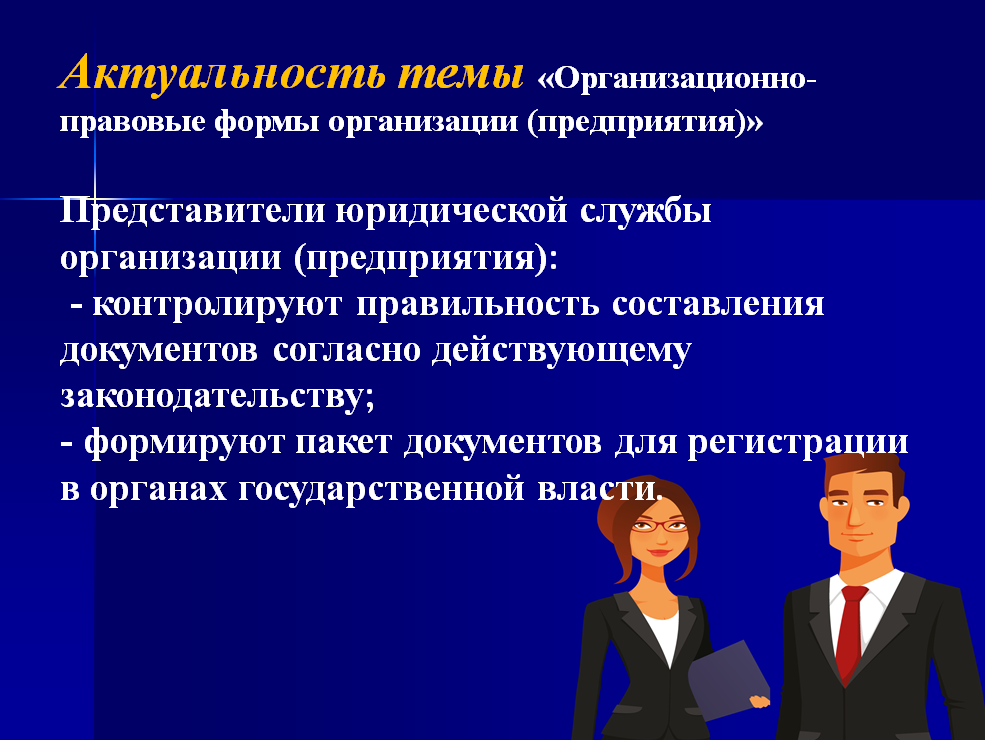 Актуальность темы «Организационно-
правовые формы организации (предприятия)»
Представители юридической службы
организации (предприятия):
- контролируют правильность составления
документов согласно действующему
законодательству;
- формируют пакет документов для регистрации
в органах государственной власти.